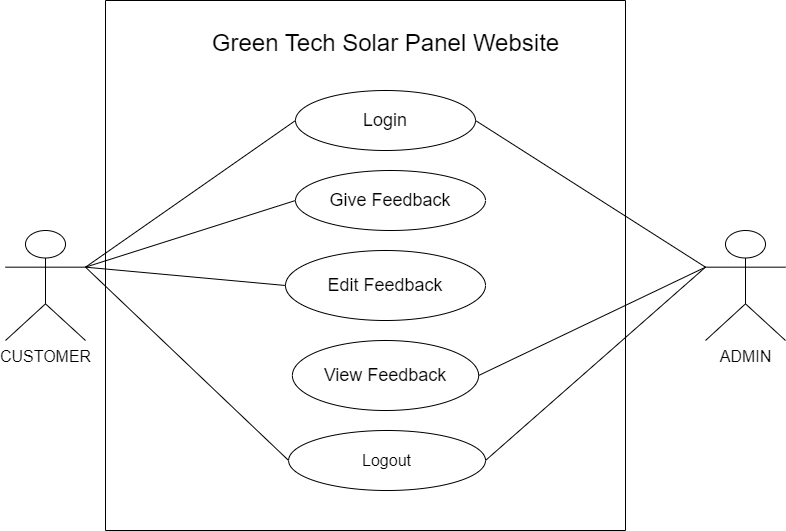 Green Tech Solar Panel Website
Login
Give Feedback
Edit Feedback
View Feedback
Logout
CUSTOMER
ADMIN